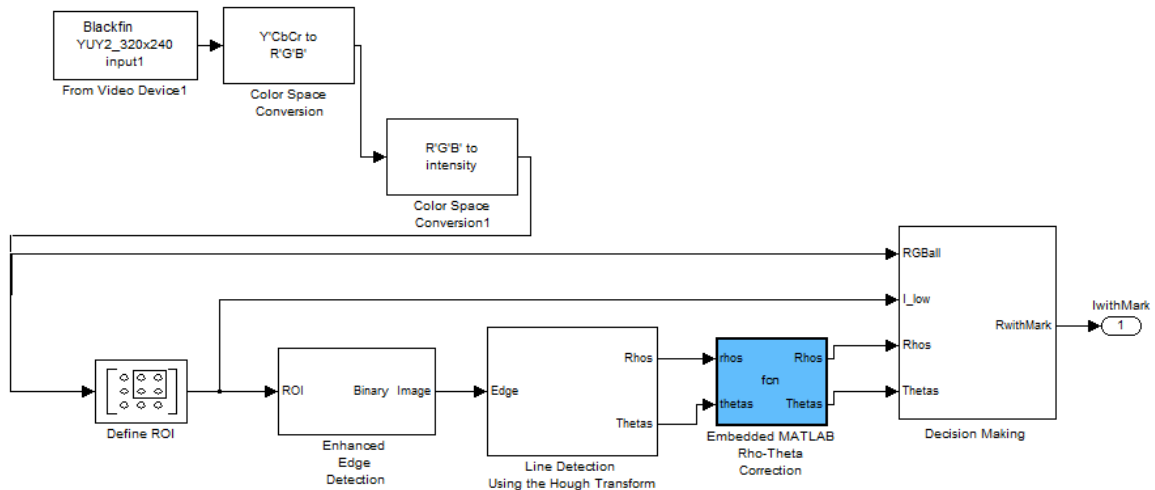 Blackfin
YUY2_320x240
input1
From Video Device1
Y'CbCr to
R'G'B'
Color Space
Conversion
R'G'B' to
intensity
Color Space
Conversion1
RGBall
I_low
Rhos
Thetas
RwithMark
Decision Making
IwithMark
1
Define ROI
ROI
Binary Image
Enhanced
Edge
Detection
Edge
Rhos
Thetas
Line Detection
Using the Hough Transform
rhos
thetas
fcn
Rhos
Thetas
Embedded MATLAB
Rho-Theta
Correction